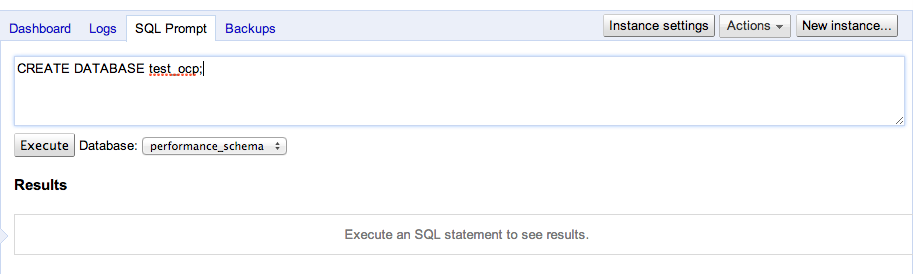 Dashboard Logs SQL Prompt Backups Instance settings Actions New instance...
CREATE DATABASE test_ocp;
Execute Database: performance_schema
Results
Execute an SQL statement to see results.